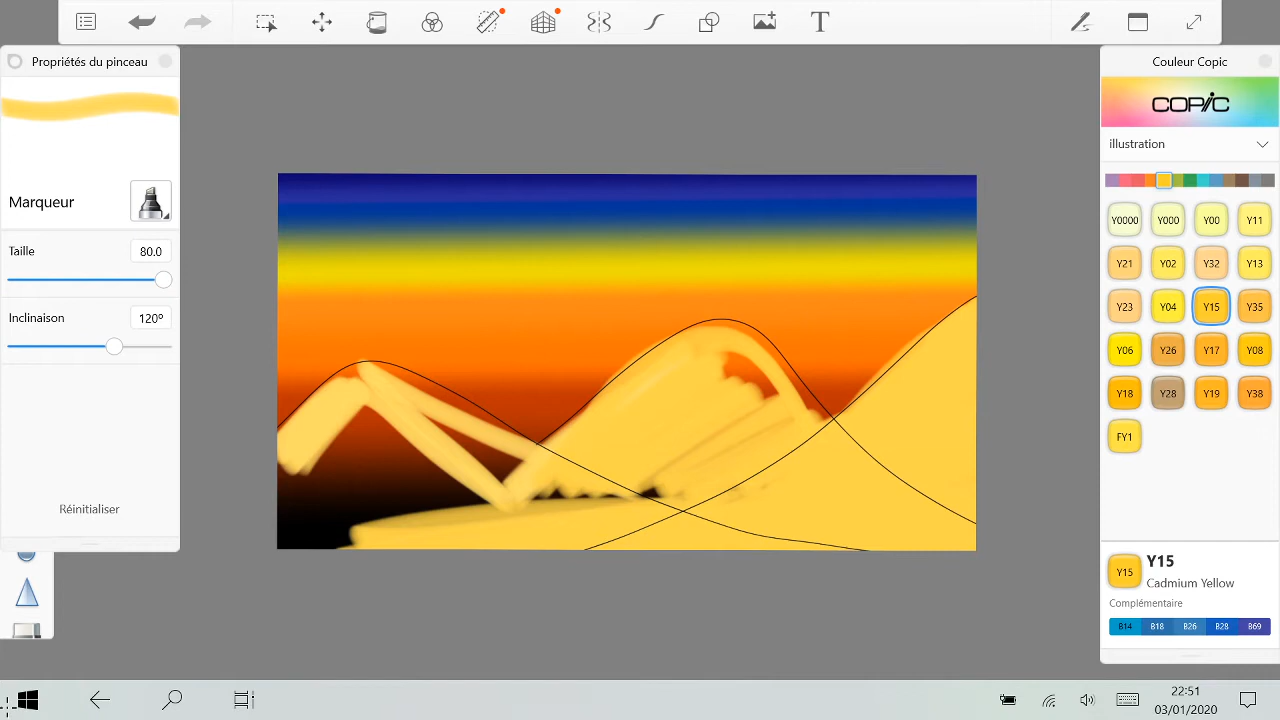 T
Propriétés du pinceau
Marqueur
Taille 80.0
Inclinaison 120º
Réinitialiser
Couleur Copic
COPIC
illustration
Y0000 Y000 Y00 Y11
Y21 Y02 Y32 Y13
Y23 Y04 Y15 Y35
Y06 Y26 Y17 Y08
Y18 Y28 Y19 Y38
FY1
Y15 Y15
Cadmium Yellow
Complémentaire
B14 B18 B26 B28 B69
22:51
03/01/2020